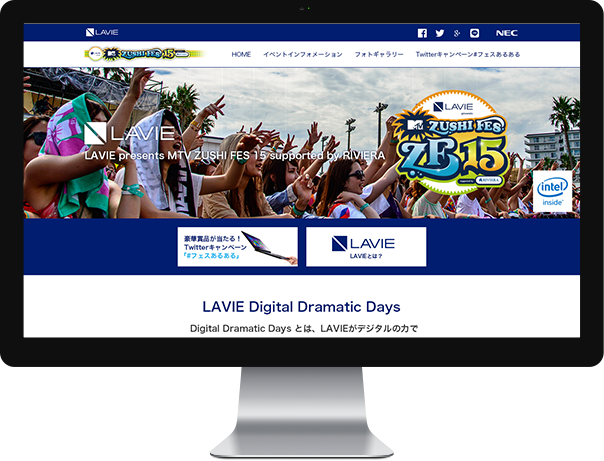 LAVIE
NEC
MTV ZUSHI FES 15
HOME イベントインフォメーション フォトギャラリー Twitterキャンペーン#フェスあるある
LAVIE
LAVIE presents MTV ZUSHI FES 15 supported by RIVIERA
LAVIE
MTV ZUSHI FES
ZF15
RIVIERA
intel
inside
豪華賞品が当たる!
Twitterキャンペーン
「#フェスあるある」
LAVIE
LAVIEとは?
LAVIE Digital Dramatic Days
Digital Dramatic Days とは、LAVIEがデジタルの力で